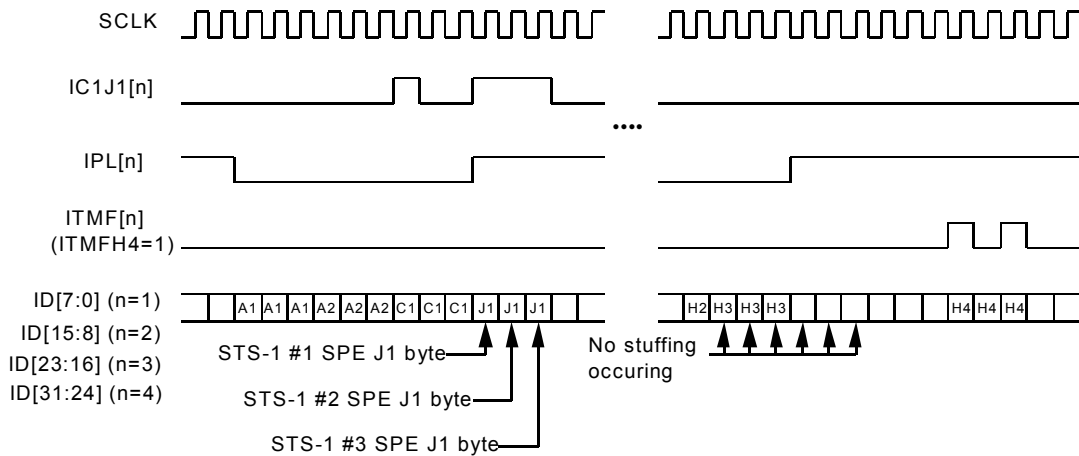 SCLK
IC1J1[n]
....
IPL[n]
ITMF[n]
(ITMFH4=1)
ID[7:0] (n=1)
A1 A1 A1 A2 A2 A2 C1 C1 C1 J1 J1 J1
H2 H3 H3 H3
H4 H4 H4
ID[15:8] (n=2)
ID[23:16] (n=3)
ID[31:24] (n=4)
STS-1 #1 SPE J1 byte
STS-1 #2 SPE J1 byte
STS-1 #3 SPE J1 byte
No stuffing
occuring